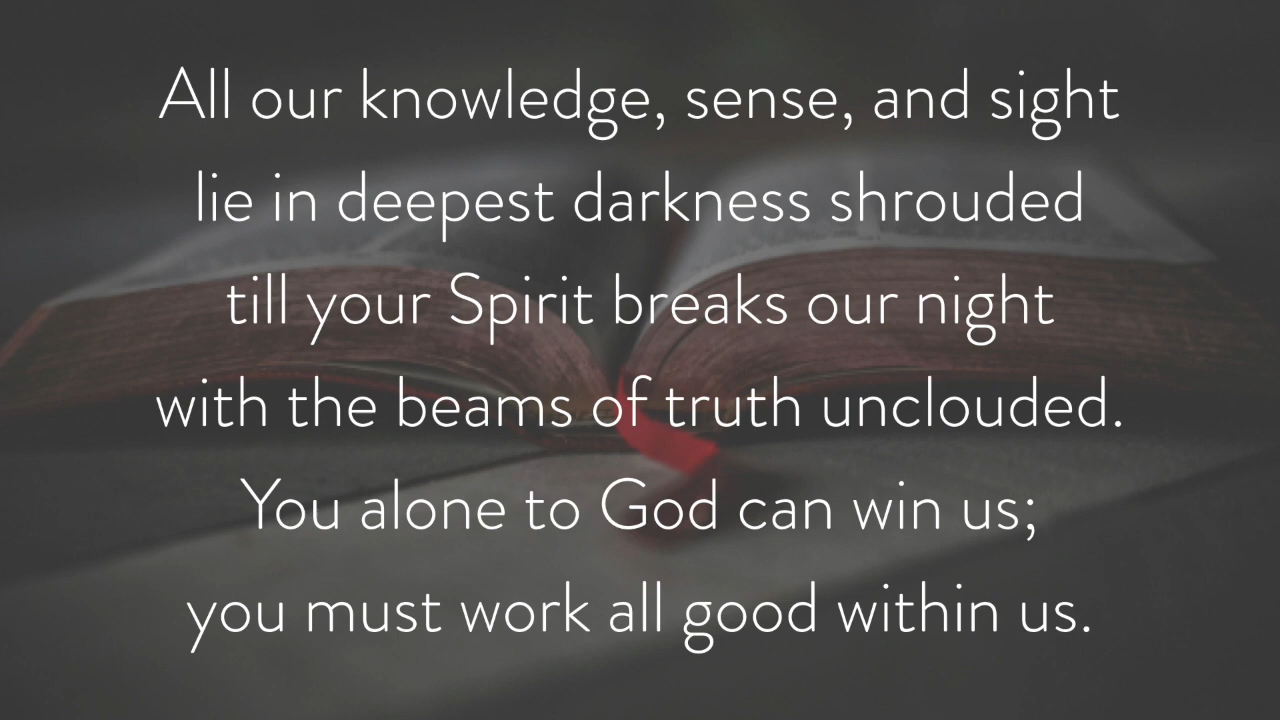 All our knowledge, sense, and sight
lie in deepest darkness shrouded
till your Spirit breaks our night
with the beams of truth unclouded.
You alone to God can win us;
you must work all good within us.